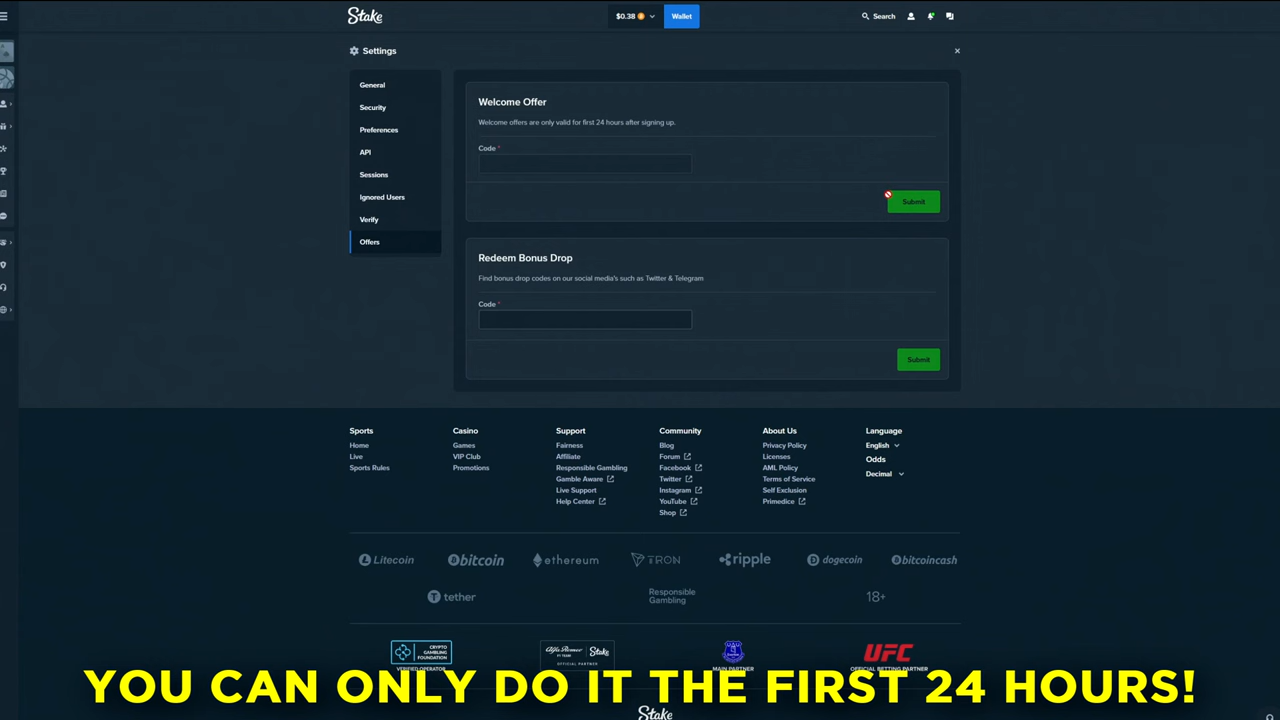 Stake
$0.38
Wallet
Search
Settings
General
Security
Preferences
API
Sessions
Ignored Users
Verify
Offers
Welcome Offer
Welcome offers are only valid for first 24 hours after signing up.
Code *
Submit
Redeem Bonus Drop
Find bonus drop codes on our social media's such as Twitter & Telegram
Code *
Submit
Sports
Home
Live
Sports Rules
Casino
Games
VIP Club
Promotions
Support
Fairness
Affiliate
Responsible Gambling
Gamble Aware
Live Support
Help Center
Community
Blog
Forum
Facebook
Twitter
Instagram
YouTube
Shop
About Us
Privacy Policy
Licenses
AML Policy
Terms of Service
Self Exclusion
Primedice
Language
English
Odds
Decimal
Litecoin
bitcoin
ethereum
TRON
ripple
dogecoin
bitcoincash
tether
Responsible
Gambling
18+
CRYPTO
GAMBLING
FOUNDATION
VERIFIED OPERATOR
Alfa Romeo
F1 TEAM
Stake
OFFICIAL PARTNER
MAIN PARTNER
UFC
OFFICIAL BETTING PARTNER
YOU CAN ONLY DO IT THE FIRST 24 HOURS!
Stake